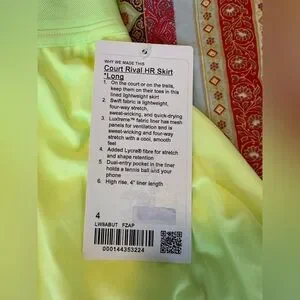 WHY WE MADE THIS
Court Rival HR Skirt
*Long
1. On the court or on the trails,
keep them on their toes in this
lined lightweight skirt
2. Swift fabric is lightweight,
four-way stretch,
sweat-wicking, and quick-drying
3. Luxtreme™ fabric liner has mesh
panels for ventilation and is
sweat-wicking and four-way
stretch with a cool, smooth
feel
4. Added Lycra® fibre for stretch
and shape retention
5. Dual-entry pocket in the liner
holds a tennis ball and your
phone
6. High rise, 4" liner length
4
LW8ABUT FZAP
000144353224